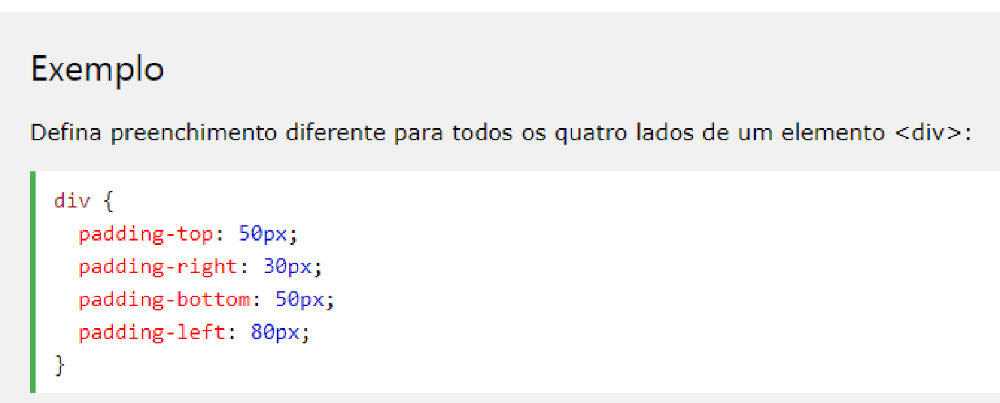 Exemplo
Defina preenchimento diferente para todos os quatro lados de um elemento <div>:
div {
  padding-top: 50px;
  padding-right: 30px;
  padding-bottom: 50px;
  padding-left: 80px;
}